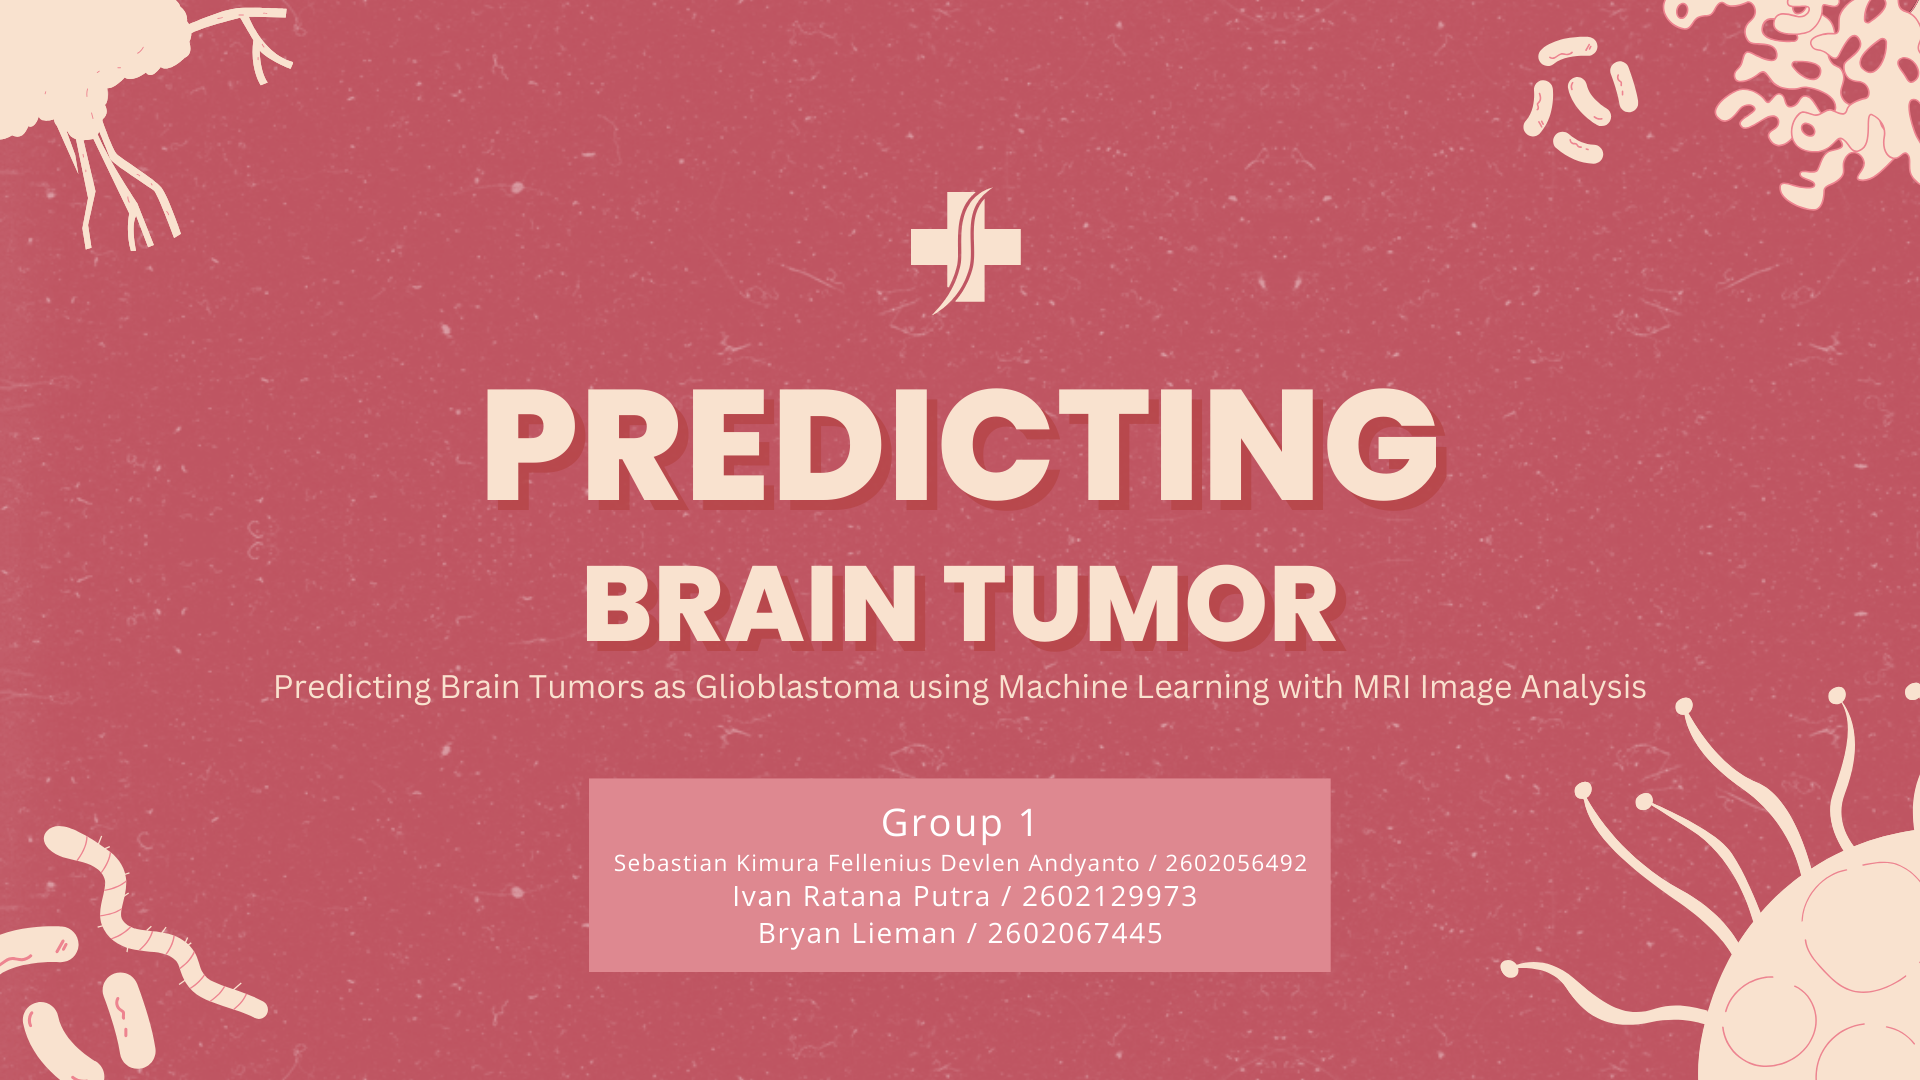 PREDICTING
BRAIN TUMOR
Predicting Brain Tumors as Glioblastoma using Machine Learning with MRI Image Analysis
Group 1
Sebastian Kimura Fellenius Devlen Andyanto / 2602056492
Ivan Ratana Putra / 2602129973
Bryan Lieman / 2602067445